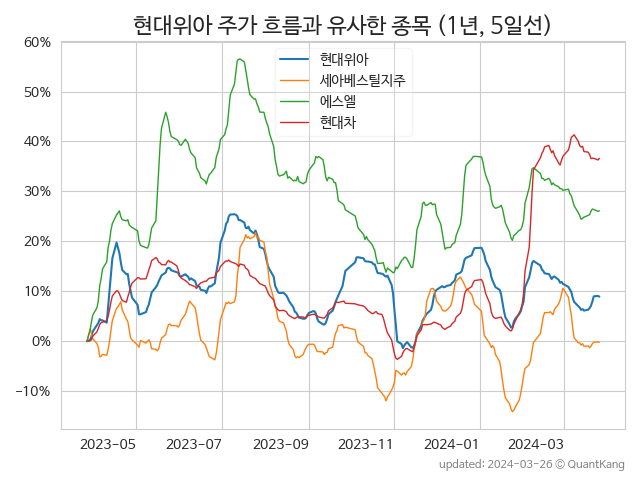 현대위아 주가 흐름과 유사한 종목 (1년, 5일선)
60%
50%
40%
30%
20%
10%
0%
−10%
현대위아
세아베스틸지주
에스엘
현대차
2023-05
2023-07
2023-09
2023-11
2024-01
2024-03
updated: 2024-03-26 © QuantKang